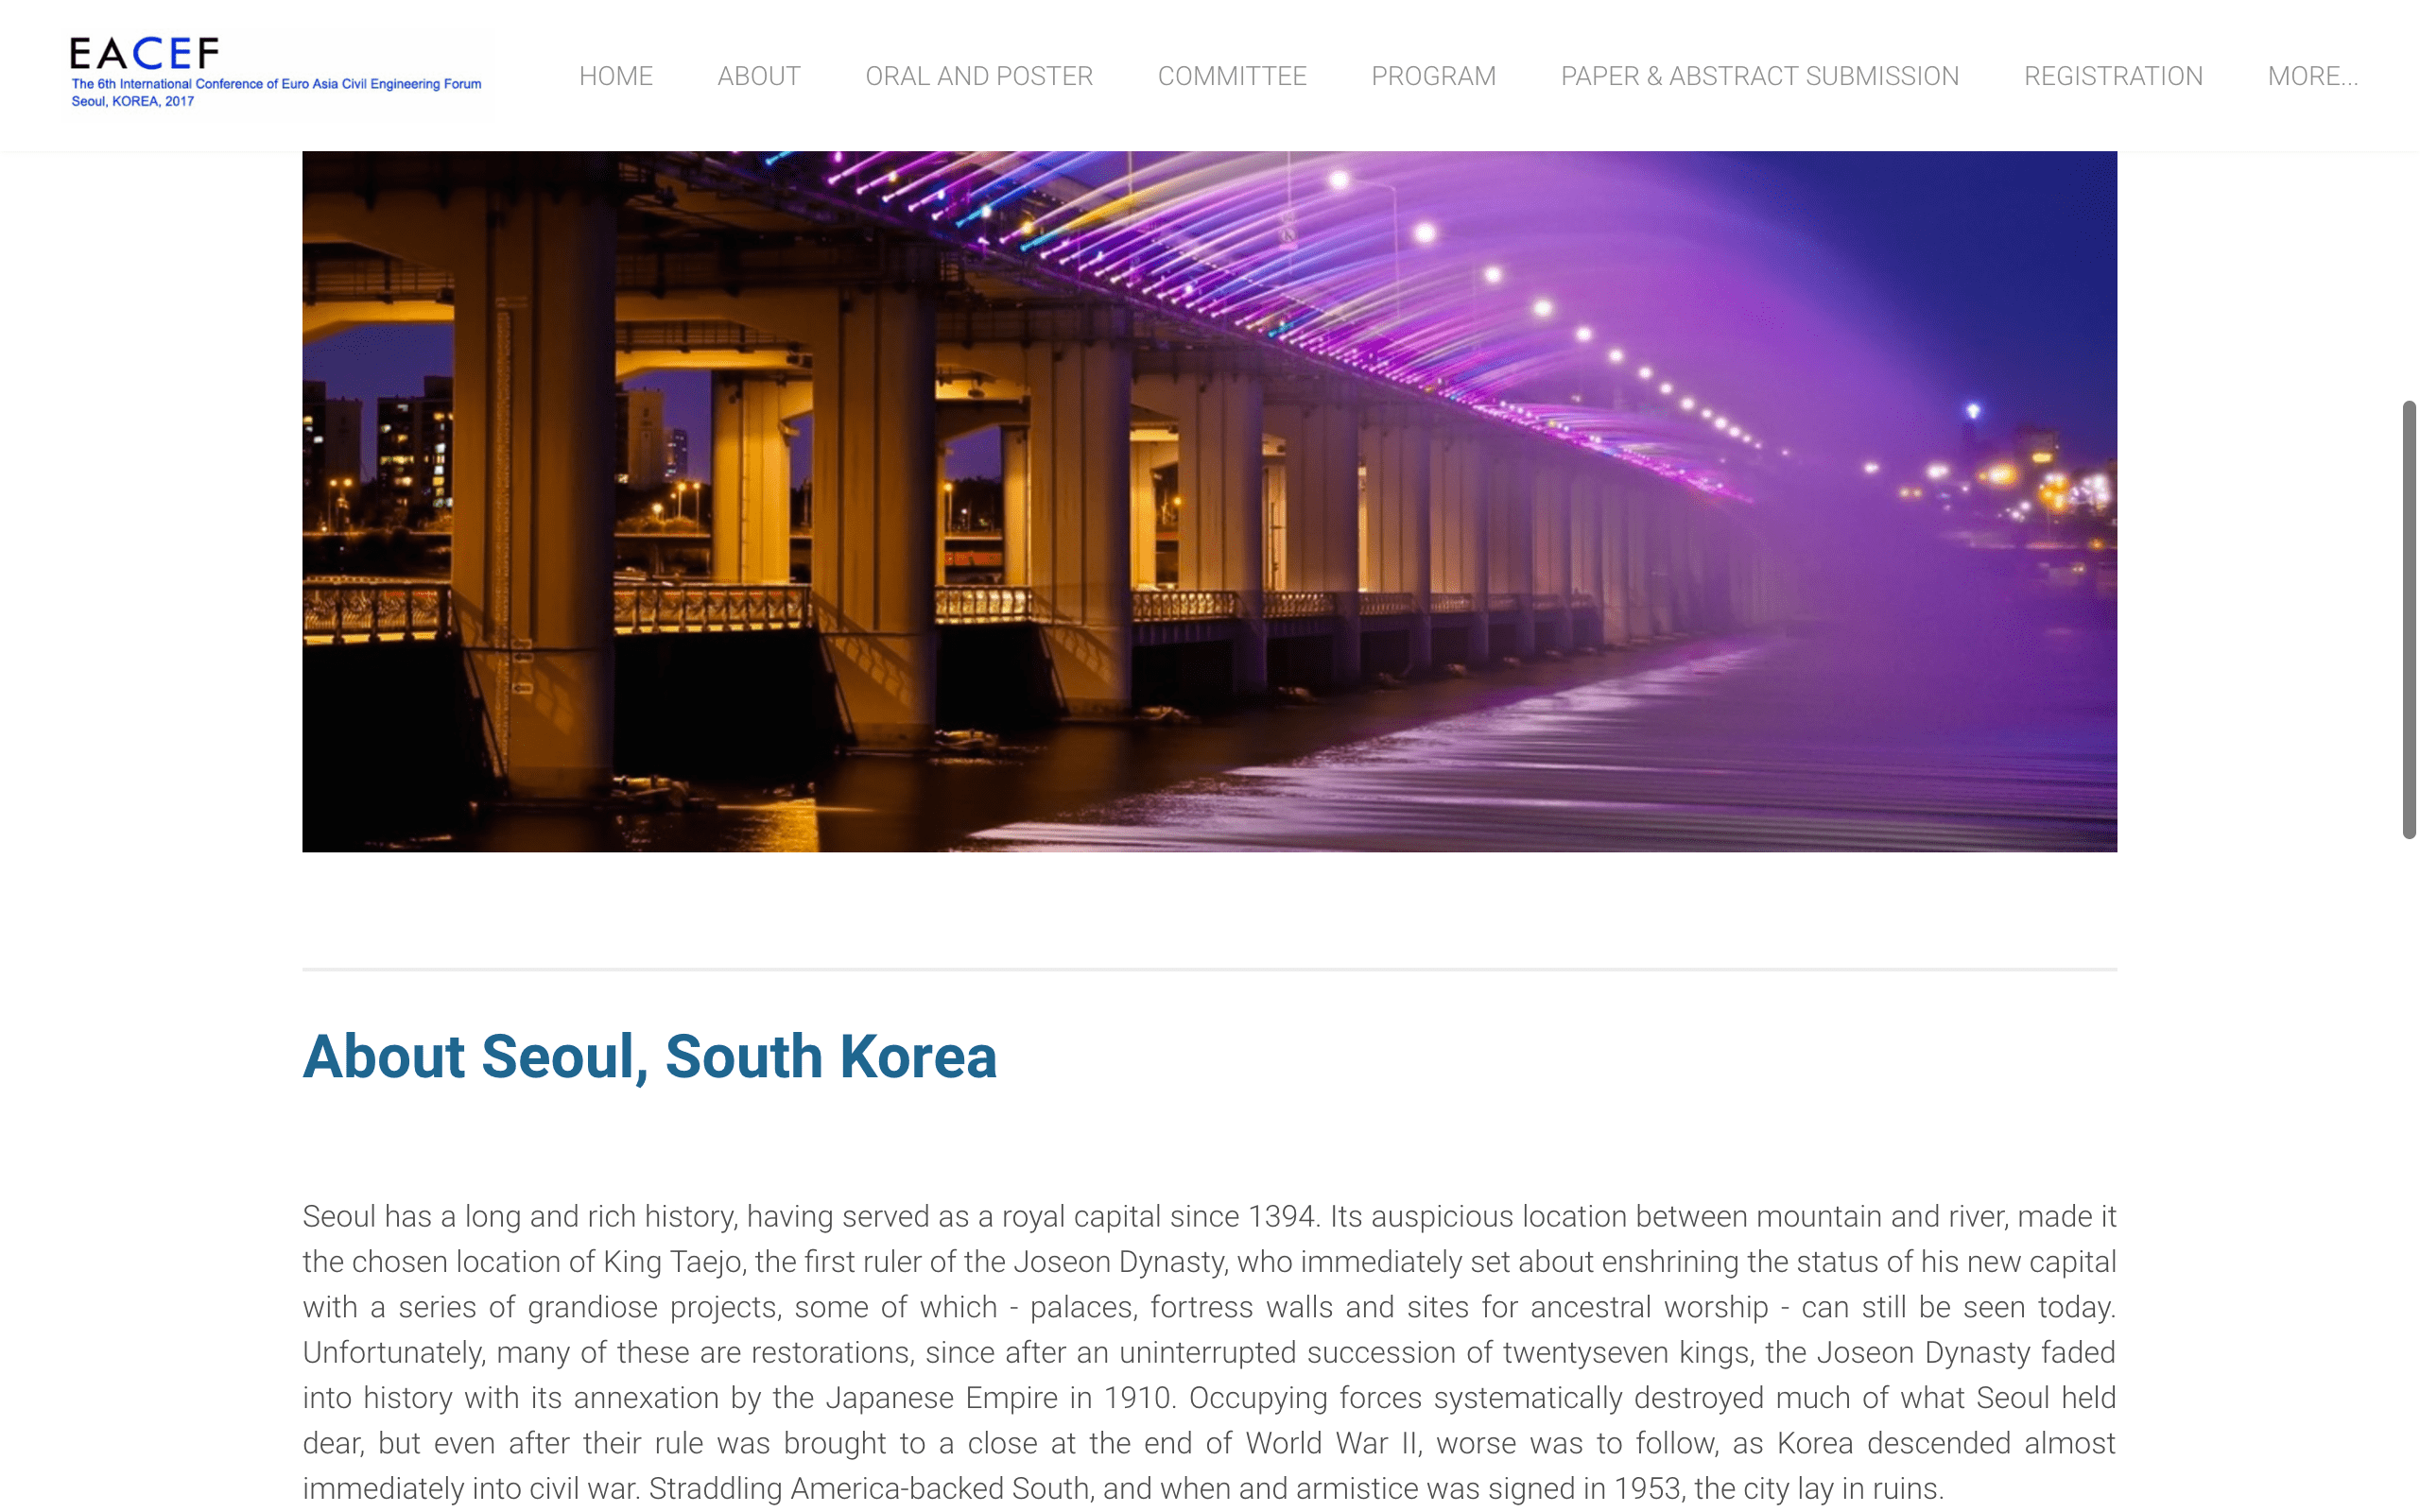 EACEF
The 6th International Conference of Euro Asia Civil Engineering Forum
Seoul, KOREA, 2017
HOME ABOUT ORAL AND POSTER COMMITTEE PROGRAM PAPER & ABSTRACT SUBMISSION REGISTRATION MORE...
About Seoul, South Korea
Seoul has a long and rich history, having served as a royal capital since 1394. Its auspicious location between mountain and river, made it
the chosen location of King Taejo, the first ruler of the Joseon Dynasty, who immediately set about enshrining the status of his new capital
with a series of grandiose projects, some of which - palaces, fortress walls and sites for ancestral worship - can still be seen today.
Unfortunately, many of these are restorations, since after an uninterrupted succession of twentyseven kings, the Joseon Dynasty faded
into history with its annexation by the Japanese Empire in 1910. Occupying forces systematically destroyed much of what Seoul held
dear, but even after their rule was brought to a close at the end of World War II, worse was to follow, as Korea descended almost
immediately into civil war. Straddling America-backed South, and when and armistice was signed in 1953, the city lay in ruins.